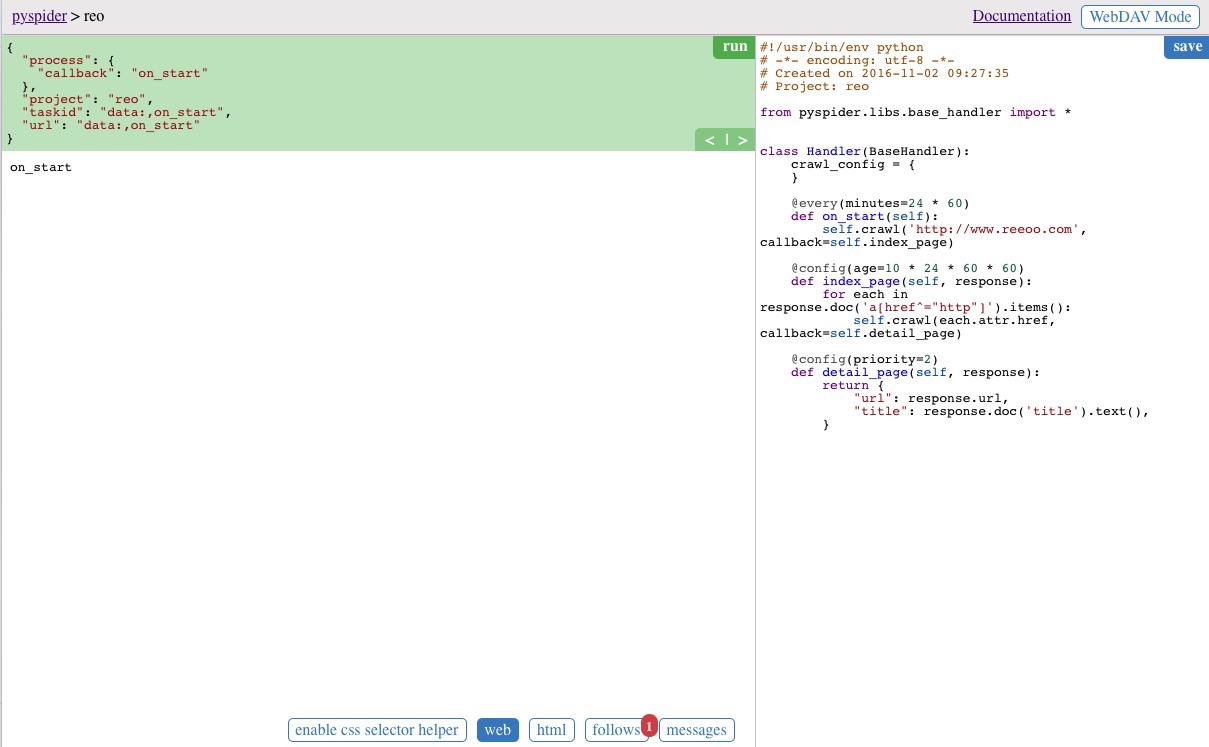 pyspider > reo
Documentation
WebDAV Mode
{
  "process": {
    "callback": "on_start"
  },
  "project": "reo",
  "taskid": "data:,on_start",
  "url": "data:,on_start"
}
run
< | >
on_start
enable css selector helper
web
html
follows
1
messages
save
#!/usr/bin/env python
# -*- encoding: utf-8 -*-
# Created on 2016-11-02 09:27:35
# Project: reo

from pyspider.libs.base_handler import *


class Handler(BaseHandler):
    crawl_config = {
    }

    @every(minutes=24 * 60)
    def on_start(self):
        self.crawl('http://www.reeoo.com',
callback=self.index_page)

    @config(age=10 * 24 * 60 * 60)
    def index_page(self, response):
        for each in
response.doc('a[href^="http"]').items():
            self.crawl(each.attr.href,
callback=self.detail_page)

    @config(priority=2)
    def detail_page(self, response):
        return {
            "url": response.url,
            "title": response.doc('title').text(),
        }